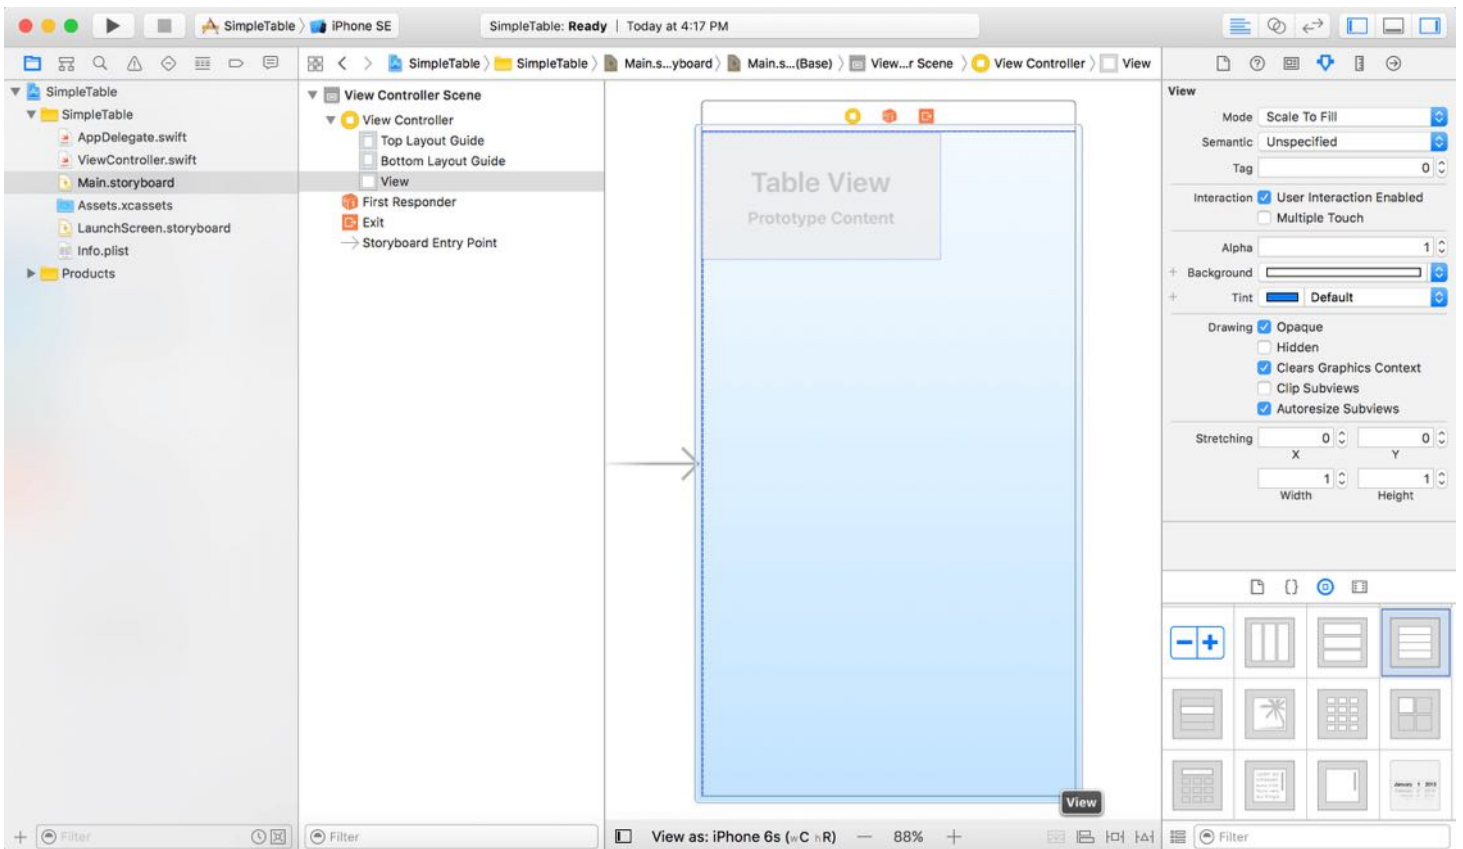 SimpleTable
iPhone SE
SimpleTable: Ready | Today at 4:17 PM
SimpleTable
SimpleTable
Main.s...yboard
Main.s...(Base)
View...r Scene
View Controller
View
SimpleTable
SimpleTable
AppDelegate.swift
ViewController.swift
Main.storyboard
Assets.xcassets
LaunchScreen.storyboard
Info.plist
Products
Filter
View Controller Scene
View Controller
Top Layout Guide
Bottom Layout Guide
View
First Responder
Exit
Storyboard Entry Point
Filter
Table View
Prototype Content
View
View as: iPhone 6s (wC hR)
88%
View
Mode Scale To Fill
Semantic Unspecified
Tag 0
Interaction User Interaction Enabled
Multiple Touch
Alpha 1
Background
Tint Default
Drawing Opaque
Hidden
Clears Graphics Context
Clip Subviews
Autoresize Subviews
Stretching 0 0
X Y
1 1
Width Height
Filter